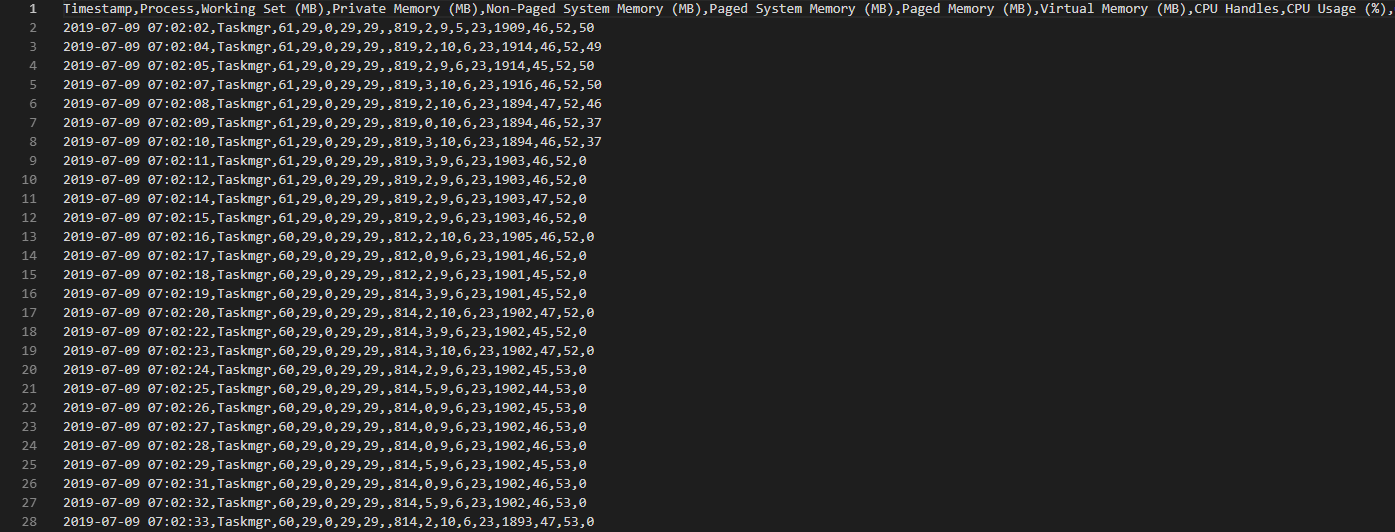 1 Timestamp,Process,Working Set (MB),Private Memory (MB),Non-Paged System Memory (MB),Paged System Memory (MB),Paged Memory (MB),Virtual Memory (MB),CPU Handles,CPU Usage (%),
2 2019-07-09 07:02:02,Taskmgr,61,29,0,29,29,,819,2,9,5,23,1909,46,52,50
3 2019-07-09 07:02:04,Taskmgr,61,29,0,29,29,,819,2,10,6,23,1914,46,52,49
4 2019-07-09 07:02:05,Taskmgr,61,29,0,29,29,,819,2,9,6,23,1914,45,52,50
5 2019-07-09 07:02:07,Taskmgr,61,29,0,29,29,,819,3,10,6,23,1916,46,52,50
6 2019-07-09 07:02:08,Taskmgr,61,29,0,29,29,,819,2,10,6,23,1894,47,52,46
7 2019-07-09 07:02:09,Taskmgr,61,29,0,29,29,,819,0,10,6,23,1894,46,52,37
8 2019-07-09 07:02:10,Taskmgr,61,29,0,29,29,,819,3,10,6,23,1894,46,52,37
9 2019-07-09 07:02:11,Taskmgr,61,29,0,29,29,,819,3,9,6,23,1903,46,52,0
10 2019-07-09 07:02:12,Taskmgr,61,29,0,29,29,,819,2,9,6,23,1903,46,52,0
11 2019-07-09 07:02:14,Taskmgr,61,29,0,29,29,,819,2,9,6,23,1903,47,52,0
12 2019-07-09 07:02:15,Taskmgr,61,29,0,29,29,,819,2,9,6,23,1903,46,52,0
13 2019-07-09 07:02:16,Taskmgr,60,29,0,29,29,,812,2,10,6,23,1905,46,52,0
14 2019-07-09 07:02:17,Taskmgr,60,29,0,29,29,,812,0,9,6,23,1901,46,52,0
15 2019-07-09 07:02:18,Taskmgr,60,29,0,29,29,,812,2,9,6,23,1901,45,52,0
16 2019-07-09 07:02:19,Taskmgr,60,29,0,29,29,,814,3,9,6,23,1901,45,52,0
17 2019-07-09 07:02:20,Taskmgr,60,29,0,29,29,,814,2,10,6,23,1902,47,52,0
18 2019-07-09 07:02:22,Taskmgr,60,29,0,29,29,,814,3,9,6,23,1902,45,52,0
19 2019-07-09 07:02:23,Taskmgr,60,29,0,29,29,,814,3,10,6,23,1902,47,52,0
20 2019-07-09 07:02:24,Taskmgr,60,29,0,29,29,,814,2,9,6,23,1902,45,53,0
21 2019-07-09 07:02:25,Taskmgr,60,29,0,29,29,,814,5,9,6,23,1902,44,53,0
22 2019-07-09 07:02:26,Taskmgr,60,29,0,29,29,,814,0,9,6,23,1902,45,53,0
23 2019-07-09 07:02:27,Taskmgr,60,29,0,29,29,,814,0,9,6,23,1902,46,53,0
24 2019-07-09 07:02:28,Taskmgr,60,29,0,29,29,,814,0,9,6,23,1902,46,53,0
25 2019-07-09 07:02:29,Taskmgr,60,29,0,29,29,,814,5,9,6,23,1902,45,53,0
26 2019-07-09 07:02:31,Taskmgr,60,29,0,29,29,,814,0,9,6,23,1902,46,53,0
27 2019-07-09 07:02:32,Taskmgr,60,29,0,29,29,,814,5,9,6,23,1902,46,53,0
28 2019-07-09 07:02:33,Taskmgr,60,29,0,29,29,,814,2,10,6,23,1893,47,53,0